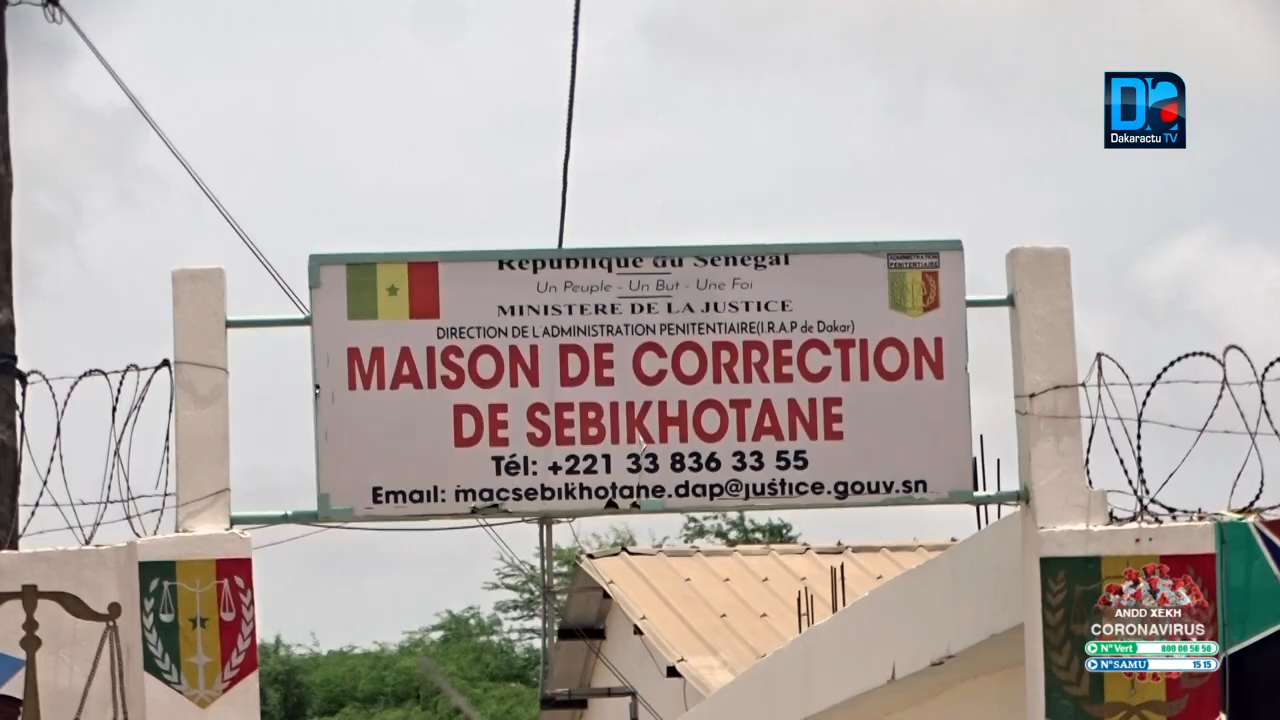 Dakaractu TV
République du Sénégal
Un Peuple - Un But - Une Foi
MINISTERE DE LA JUSTICE
DIRECTION DE L'ADMINISTRATION PENITENTIAIRE(I.R.A.P de Dakar)
ADMINISTRATION
PENITENTIAIRE
MAISON DE CORRECTION
DE SEBIKHOTANE
Tél: +221 33 836 33 55
Email: macsebikhotane.dap@justice.gouv.sn
ANDD XEKH
CORONAVIRUS
N°Vert 800 00 50 50
N°SAMU 15 15